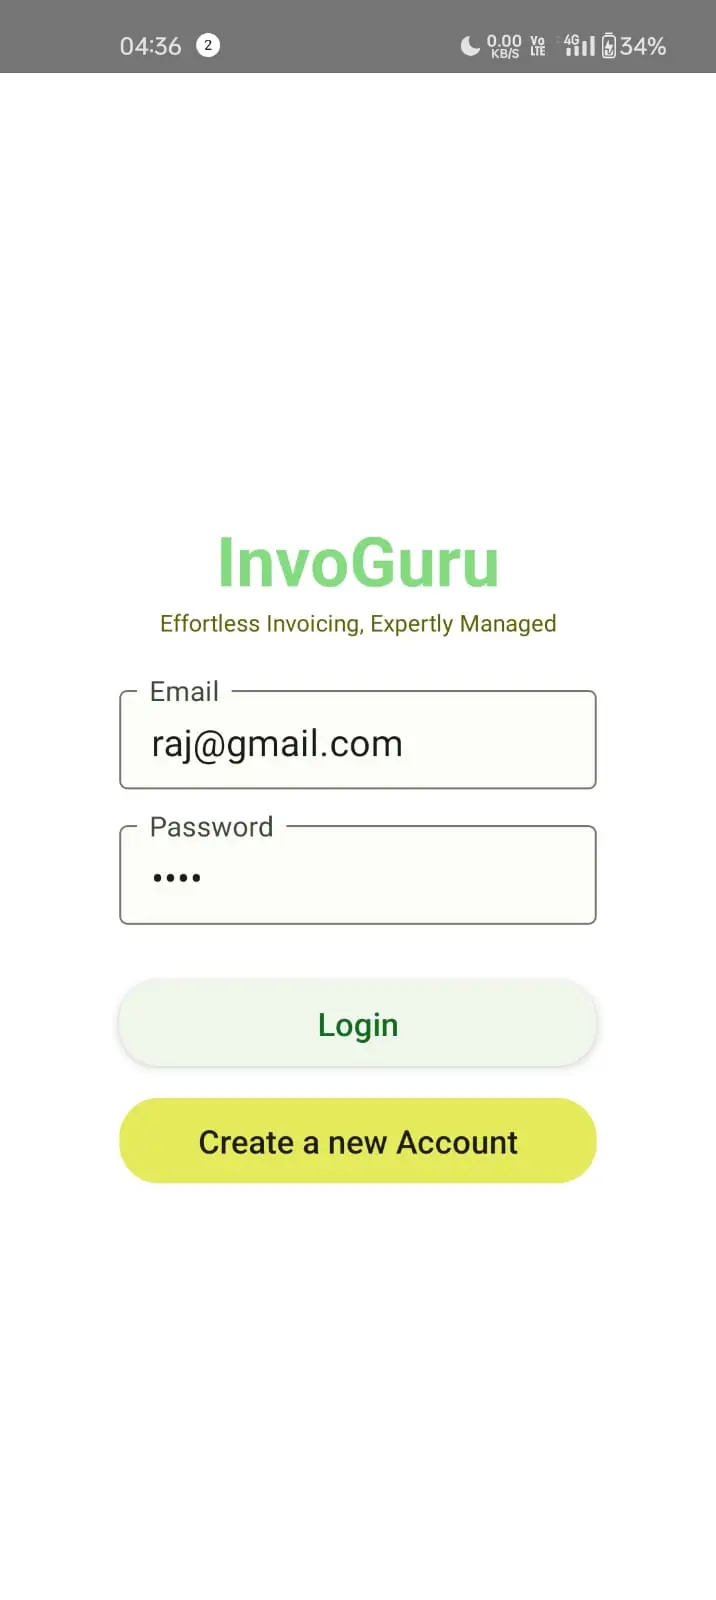 04:36 2 0.00 KB/S Vo LTE 4G 34%
InvoGuru
Effortless Invoicing, Expertly Managed
Email
raj@gmail.com
Password
••••
Login
Create a new Account